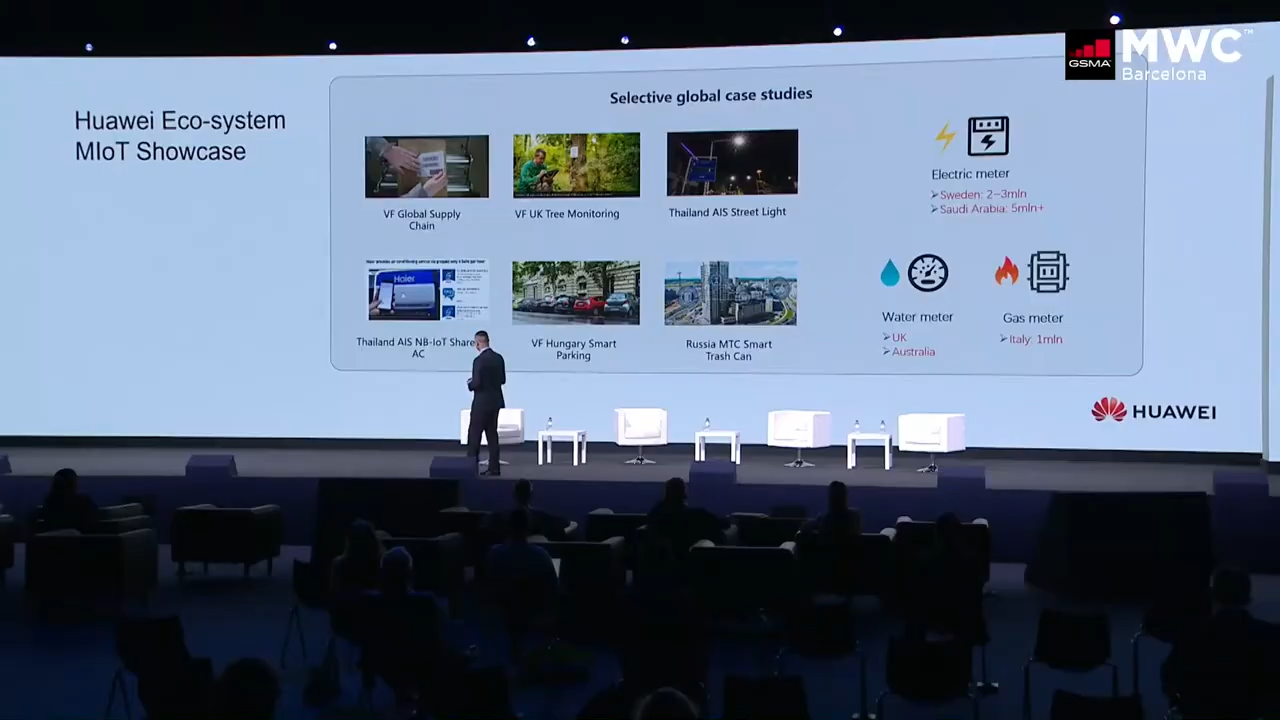 GSMA
MWC™
Barcelona
Huawei Eco-system
MIoT Showcase
Selective global case studies
VF Global Supply
Chain
VF UK Tree Monitoring
Thailand AIS Street Light
Electric meter
➢Sweden: 2–3mln
➢Saudi Arabia: 5mln+
Haier
Thailand AIS NB-IoT Share
AC
VF Hungary Smart
Parking
Russia MTC Smart
Trash Can
Water meter
➢UK
➢Australia
Gas meter
➢Italy: 1mln
HUAWEI